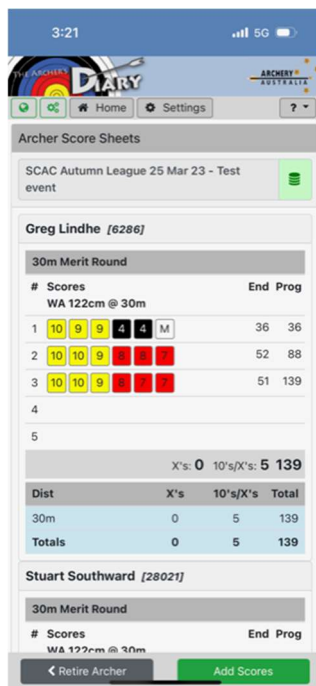 3:21 5G
THE ARCHER'S DIARY ARCHERY AUSTRALIA
Home Settings ?
Archer Score Sheets
SCAC Autumn League 25 Mar 23 - Test
event
Greg Lindhe [6286]
30m Merit Round
# Scores End Prog
WA 122cm @ 30m
1 10 9 9 4 4 M 36 36
2 10 10 9 8 8 7 52 88
3 10 10 9 8 7 7 51 139
4
5
X's: 0 10's/X's: 5 139
Dist X's 10's/X's Total
30m 0 5 139
Totals 0 5 139
Stuart Southward [28021]
30m Merit Round
# Scores End Prog
WA 122cm @ 30m
Retire Archer Add Scores